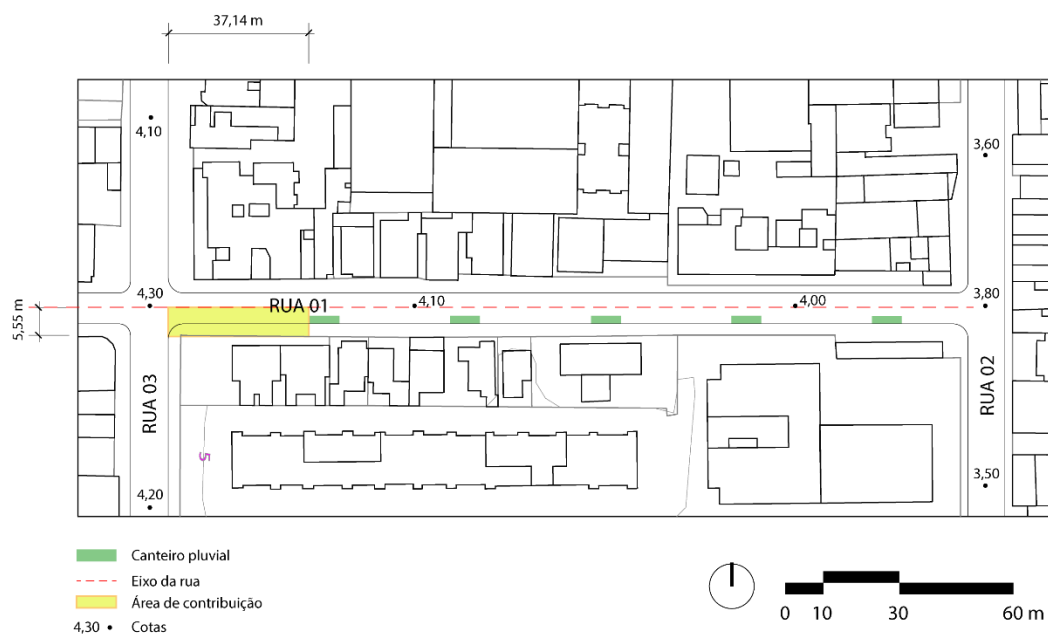 37,14 m
4,10
3,60
4,30
RUA 01
4,10
4,00
3,80
5,55 m
RUA 03
RUA 02
5
4,20
3,50
Canteiro pluvial
Eixo da rua
Área de contribuição
4,30 • Cotas
0 10 30 60 m